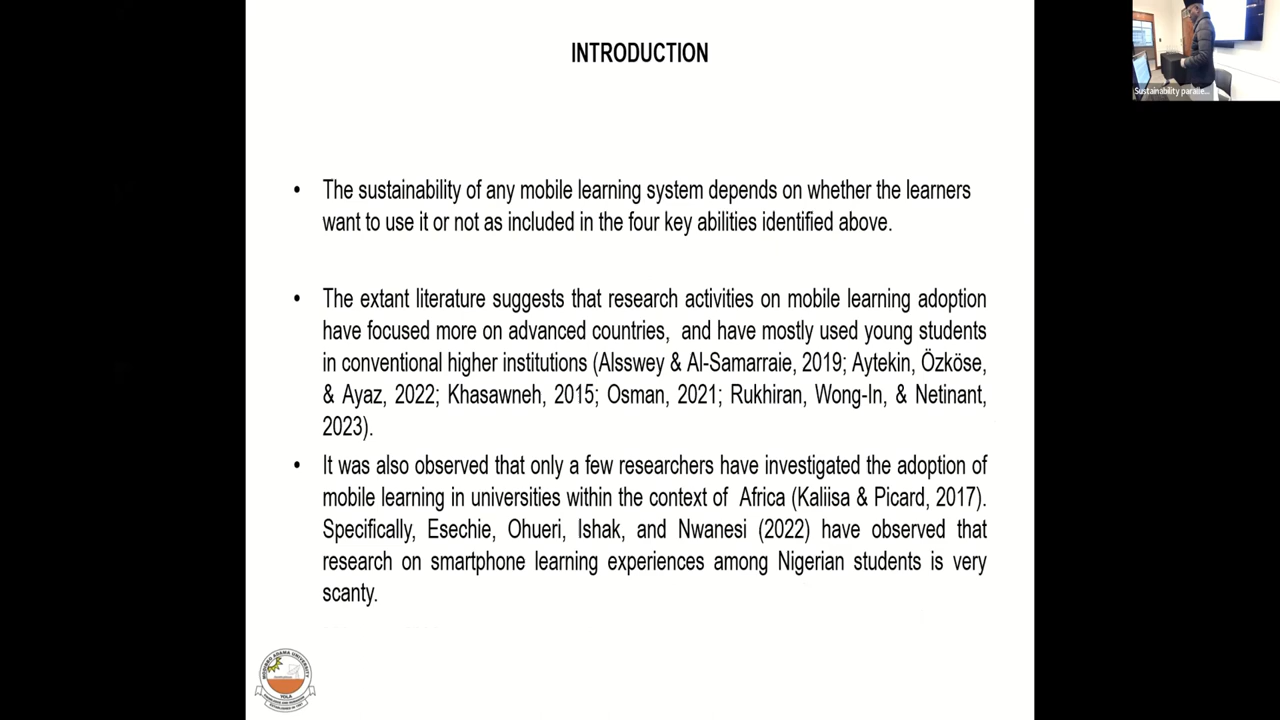 INTRODUCTION
Sustainability paralle...
• The sustainability of any mobile learning system depends on whether the learners
want to use it or not as included in the four key abilities identified above.
• The extant literature suggests that research activities on mobile learning adoption
have focused more on advanced countries, and have mostly used young students
in conventional higher institutions (Alsswey & Al-Samarraie, 2019; Aytekin, Özköse,
& Ayaz, 2022; Khasawneh, 2015; Osman, 2021; Rukhiran, Wong-In, & Netinant,
2023).
• It was also observed that only a few researchers have investigated the adoption of
mobile learning in universities within the context of Africa (Kaliisa & Picard, 2017).
Specifically, Esechie, Ohueri, Ishak, and Nwanesi (2022) have observed that
research on smartphone learning experiences among Nigerian students is very
scanty.
MODIBBO ADAMA UNIVERSITY
YOLA